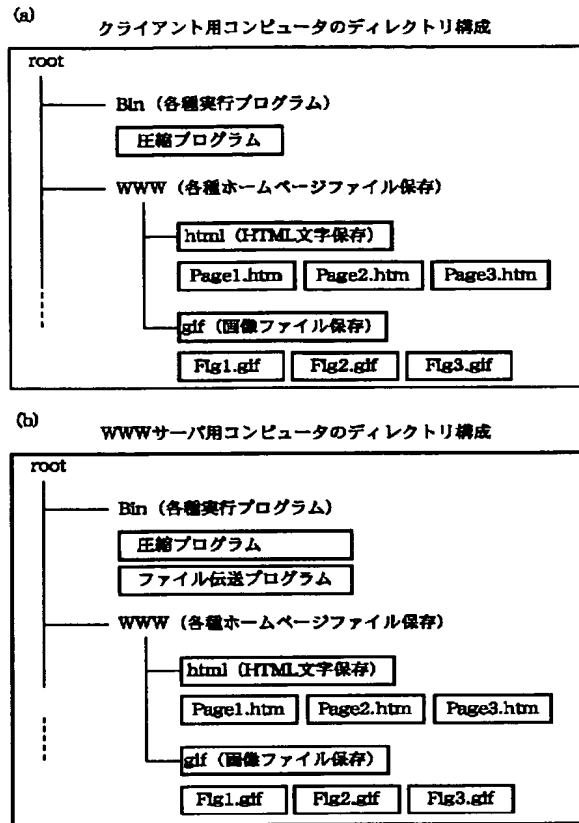 (a)
クライアント用コンピュータのディレクトリ構成
root
Bin (各種実行プログラム)
圧縮プログラム
WWW (各種ホームページファイル保存)
html (HTML文字保存)
Page1.htm Page2.htm Page3.htm
gif (画像ファイル保存)
Fig1.gif Fig2.gif Fig3.gif
(b)
WWWサーバ用コンピュータのディレクトリ構成
root
Bin (各種実行プログラム)
圧縮プログラム
ファイル伝送プログラム
WWW (各種ホームページファイル保存)
html (HTML文字保存)
Page1.htm Page2.htm Page3.htm
gif (画像ファイル保存)
Fig1.gif Fig2.gif Fig3.gif